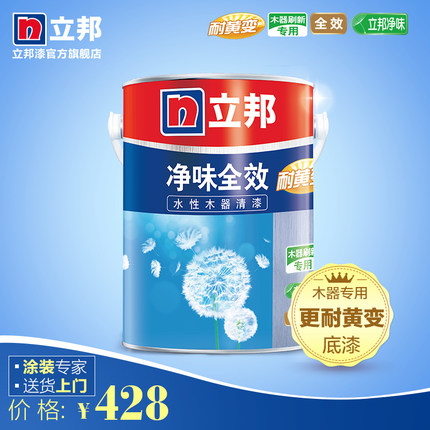 n 立邦
立邦漆官方旗舰店
耐黄变
木器刷新
专用
全效
立邦净味
n 立邦
净味全效
耐黄变
水性木器清漆
木器刷新
专用
木器专用
更耐黄变
底漆
涂装专家
送货上门
价格:¥428